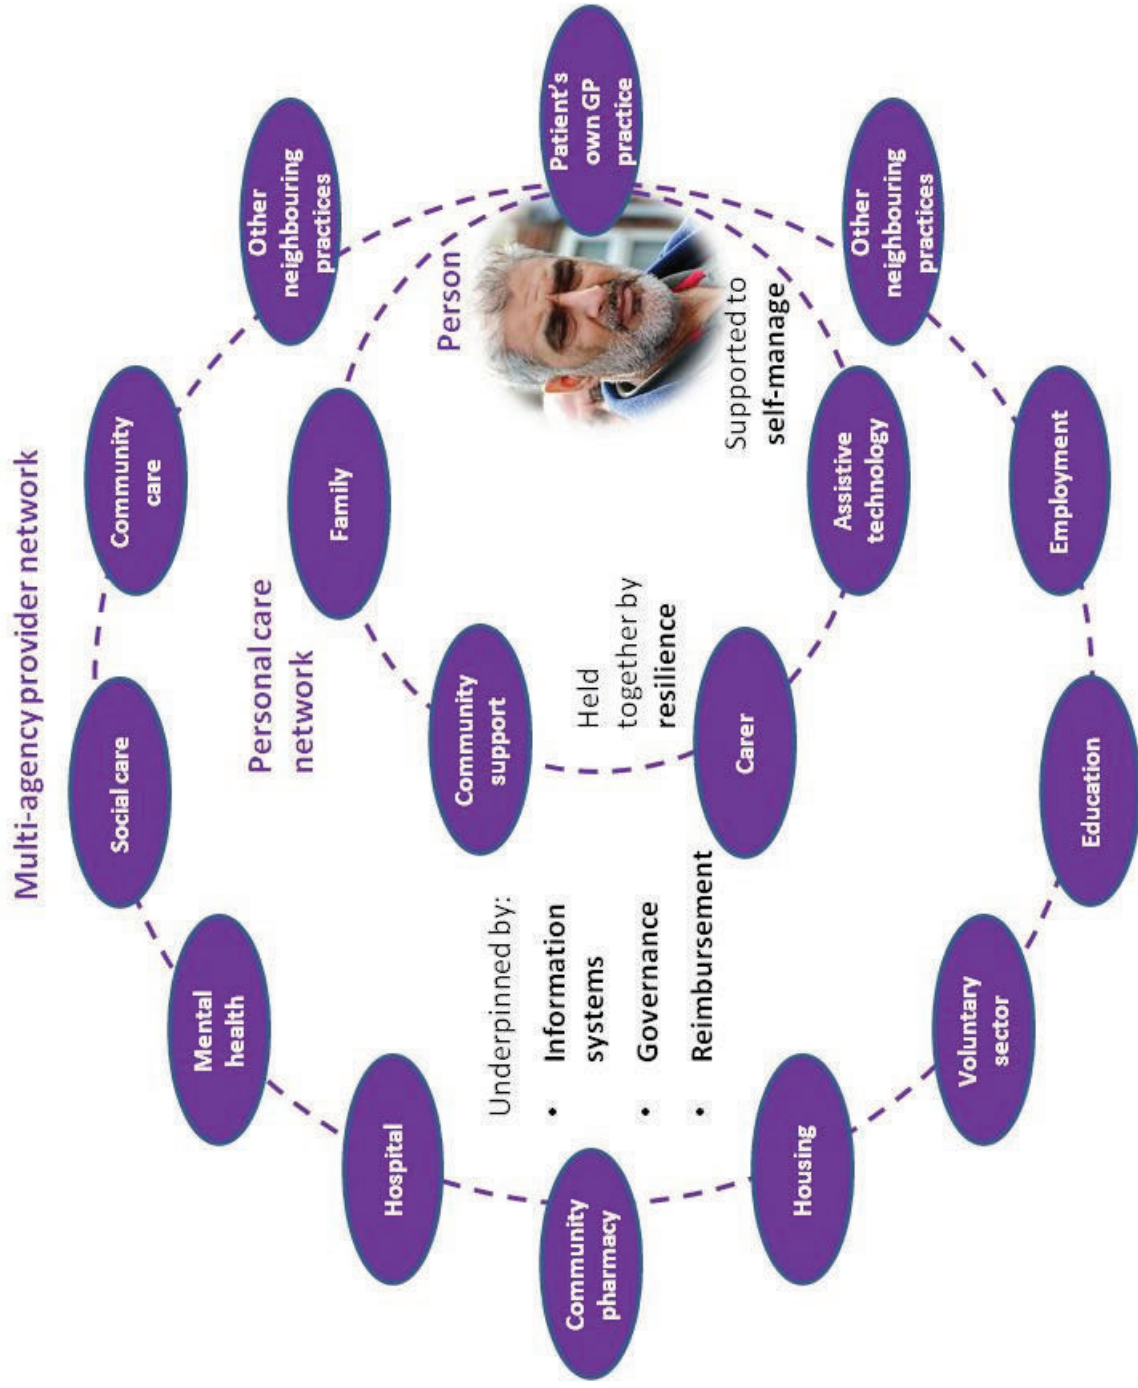 Multi-agency provider network
Patient's
own GP
practice
Other
neighbouring
practices
Community
care
Social care
Mental
health
Hospital
Community
pharmacy
Housing
Voluntary
sector
Education
Employment
Other
neighbouring
practices
Personal care
network
Person
Family
Community
support
Carer
Assistive
technology
Supported to
self-manage
Held
together by
resilience
Underpinned by:
• Information
systems
• Governance
• Reimbursement